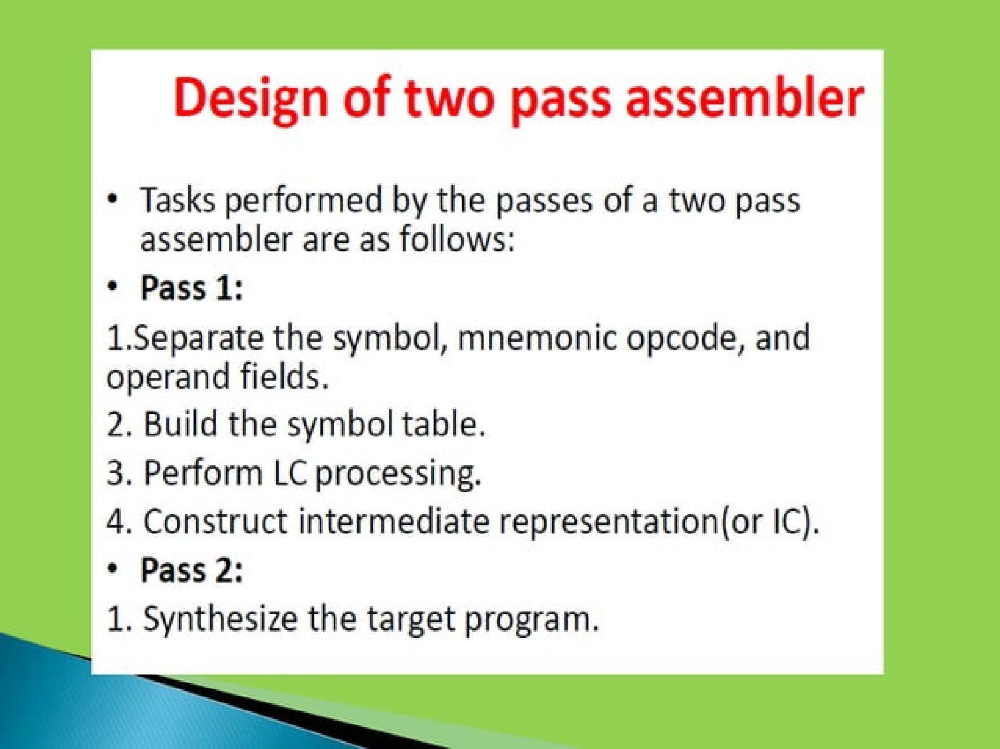 Design of two pass assembler
• Tasks performed by the passes of a two pass
assembler are as follows:
• Pass 1:
1.Separate the symbol, mnemonic opcode, and
operand fields.
2. Build the symbol table.
3. Perform LC processing.
4. Construct intermediate representation(or IC).
• Pass 2:
1. Synthesize the target program.